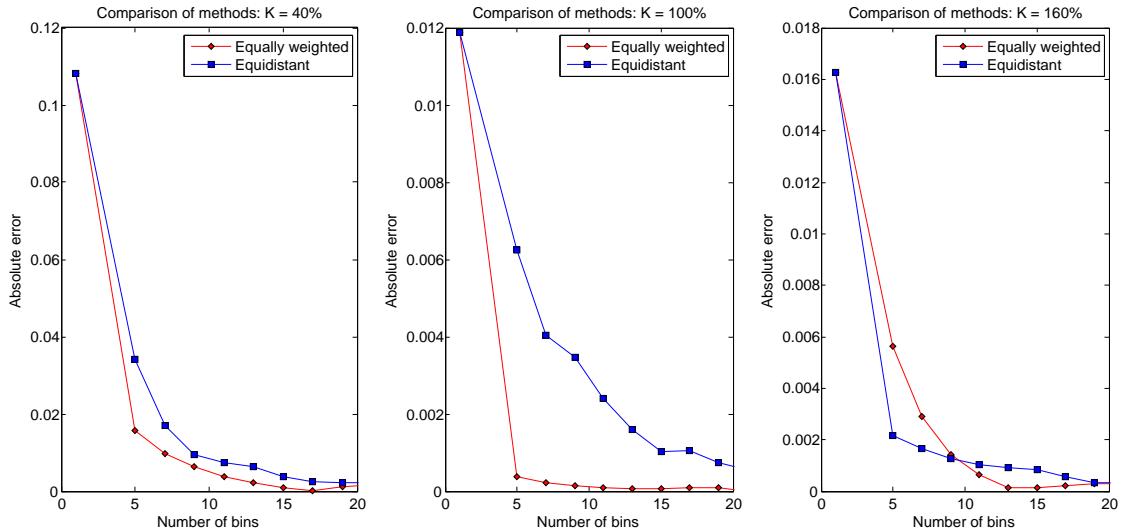 Comparison of methods: K = 40%
0.12
0.1
0.08
0.06
0.04
0.02
0
Absolute error
Equally weighted
Equidistant
0 5 10 15 20
Number of bins
Comparison of methods: K = 100%
0.012
0.01
0.008
0.006
0.004
0.002
0
Absolute error
Equally weighted
Equidistant
0 5 10 15 20
Number of bins
Comparison of methods: K = 160%
0.018
0.016
0.014
0.012
0.01
0.008
0.006
0.004
0.002
0
Absolute error
Equally weighted
Equidistant
0 5 10 15 20
Number of bins